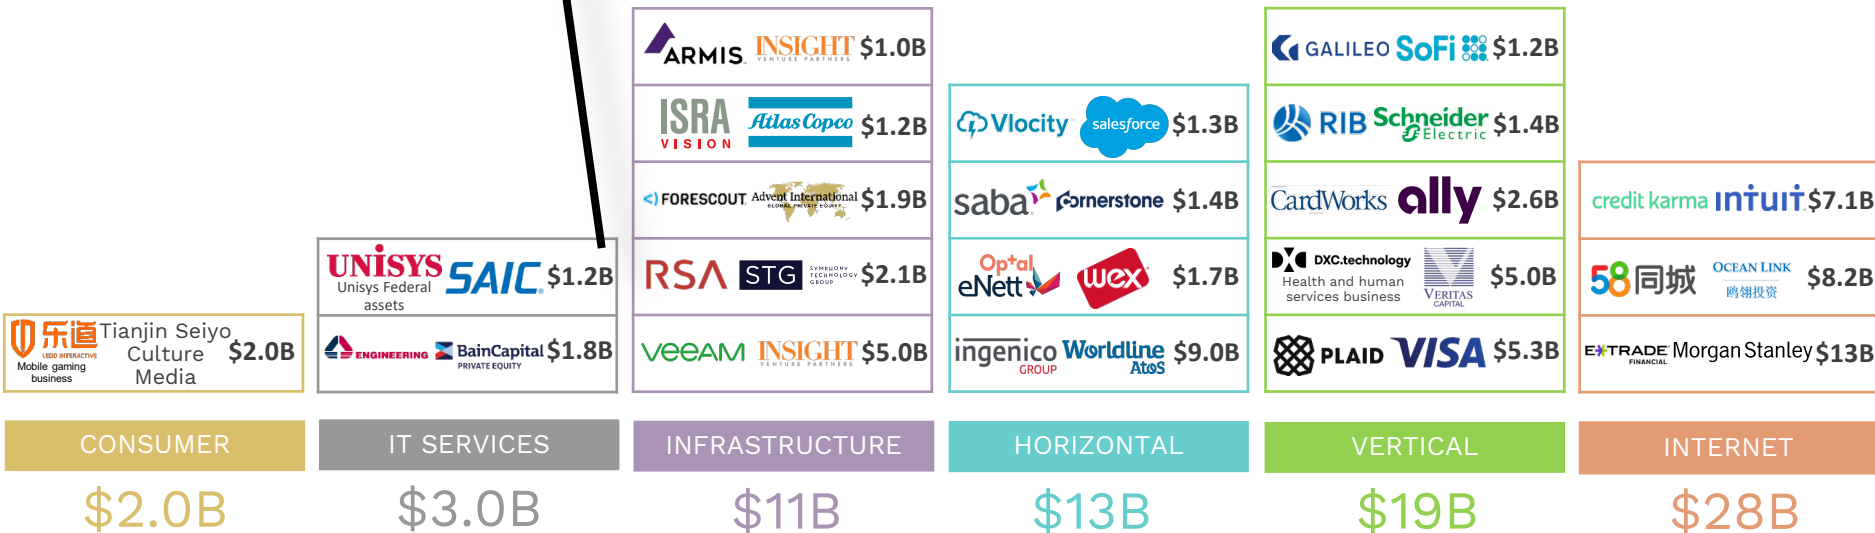 ARMIS INSIGHT VENTURE PARTNERS $1.0B
GALILEO SoFi $1.2B
ISRA VISION Atlas Copco $1.2B
Vlocity salesforce $1.3B
RIB Schneider Electric $1.4B
<) FORESCOUT Advent International GLOBAL PRIVATE EQUITY $1.9B
saba Cornerstone $1.4B
CardWorks ally $2.6B
credit karma intuit $7.1B
UNISYS SAIC $1.2B
Unisys Federal
assets
RSA STG SYMPHONY TECHNOLOGY GROUP $2.1B
Optal
eNett wex $1.7B
DXC.technology
Health and human
services business
VERITAS
CAPITAL
$5.0B
58同城 OCEAN LINK
鸥翎投资
$8.2B
乐道
LEDO INTERACTIVE
Mobile gaming
business
Tianjin Seiyo
Culture
Media
$2.0B
ENGINEERING BainCapital
PRIVATE EQUITY
$1.8B
veeAM INSIGHT VENTURE PARTNERS $5.0B
ingenico
GROUP
Worldline
Atos
$9.0B
PLAID VISA $5.3B
E*TRADE
FINANCIAL
Morgan Stanley $13B
CONSUMER
IT SERVICES
INFRASTRUCTURE
HORIZONTAL
VERTICAL
INTERNET
$2.0B
$3.0B
$11B
$13B
$19B
$28B